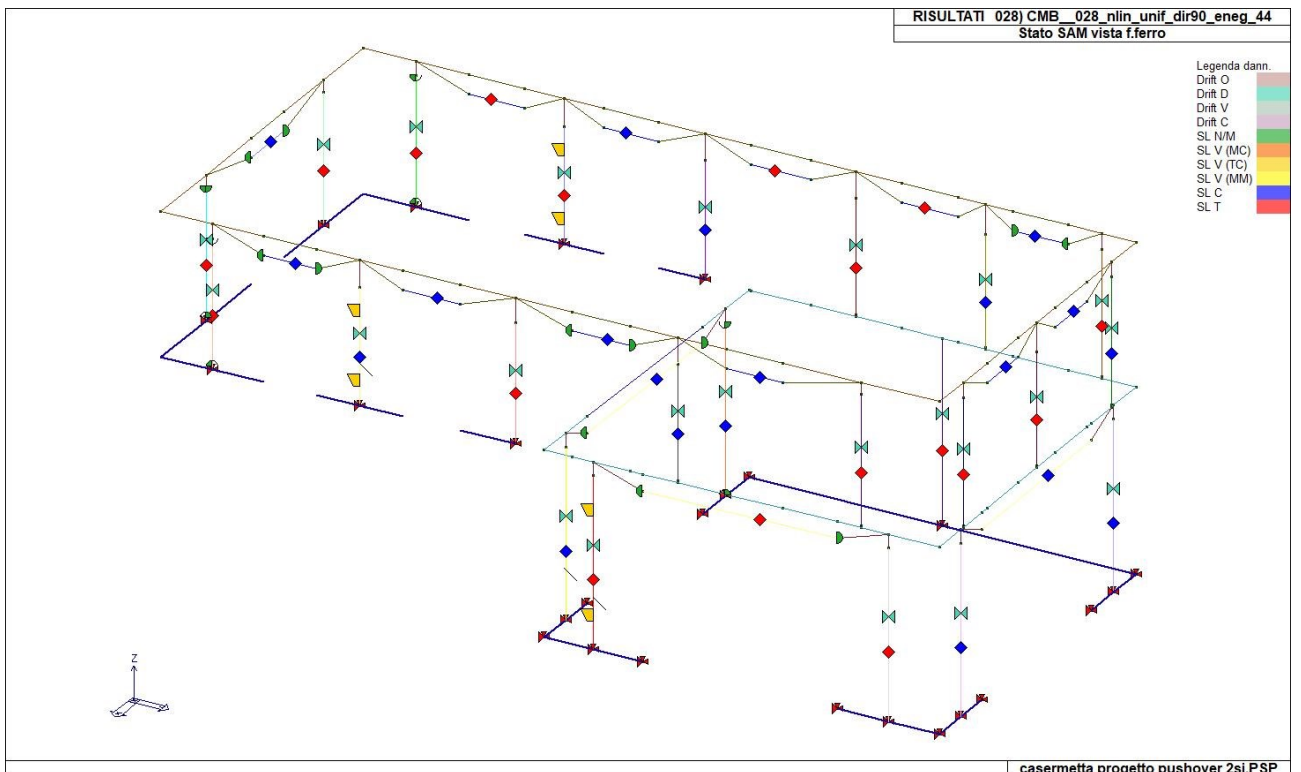 RISULTATI 028) CMB__028_nlin_unif_dir90_eneg_44
Stato SAM vista f.ferro
Legenda dann.
Drift O
Drift D
Drift V
Drift C
SL N/M
SL V (MC)
SL V (TC)
SL V (MM)
SL C
SL T
Z
casermetta progetto pushover 2si.PSP